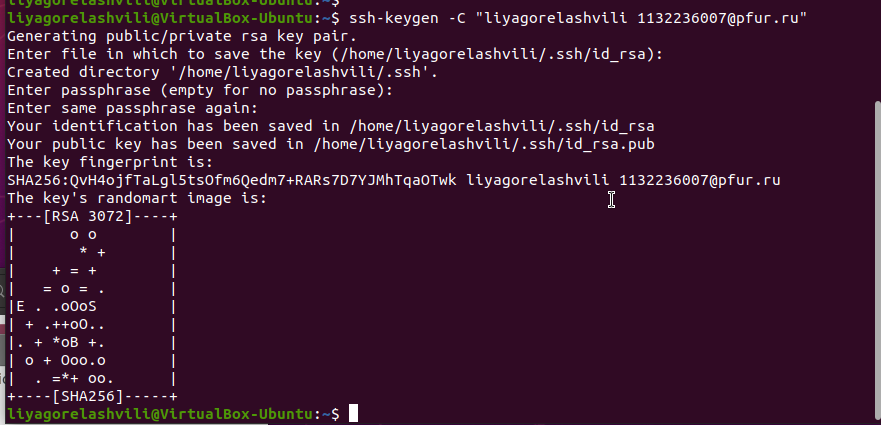 liyagorelashvili@VirtualBox-Ubuntu:~$ ssh-keygen -C "liyagorelashvili 1132236007@pfur.ru"
Generating public/private rsa key pair.
Enter file in which to save the key (/home/liyagorelashvili/.ssh/id_rsa):
Created directory '/home/liyagorelashvili/.ssh'.
Enter passphrase (empty for no passphrase):
Enter same passphrase again:
Your identification has been saved in /home/liyagorelashvili/.ssh/id_rsa
Your public key has been saved in /home/liyagorelashvili/.ssh/id_rsa.pub
The key fingerprint is:
SHA256:QvH4ojfTaLgl5tsOfm6Qedm7+RARs7D7YJMhTqaOTwk liyagorelashvili 1132236007@pfur.ru
The key's randomart image is:
+---[RSA 3072]----+
|      o o        |
|       * +       |
|    + = +        |
|   = o = .       |
|E . .oOoS        |
| + .++oO..       |
|. + *oB +.       |
| o + Ooo.o       |
|  . =*+ oo.      |
+----[SHA256]-----+
liyagorelashvili@VirtualBox-Ubuntu:~$